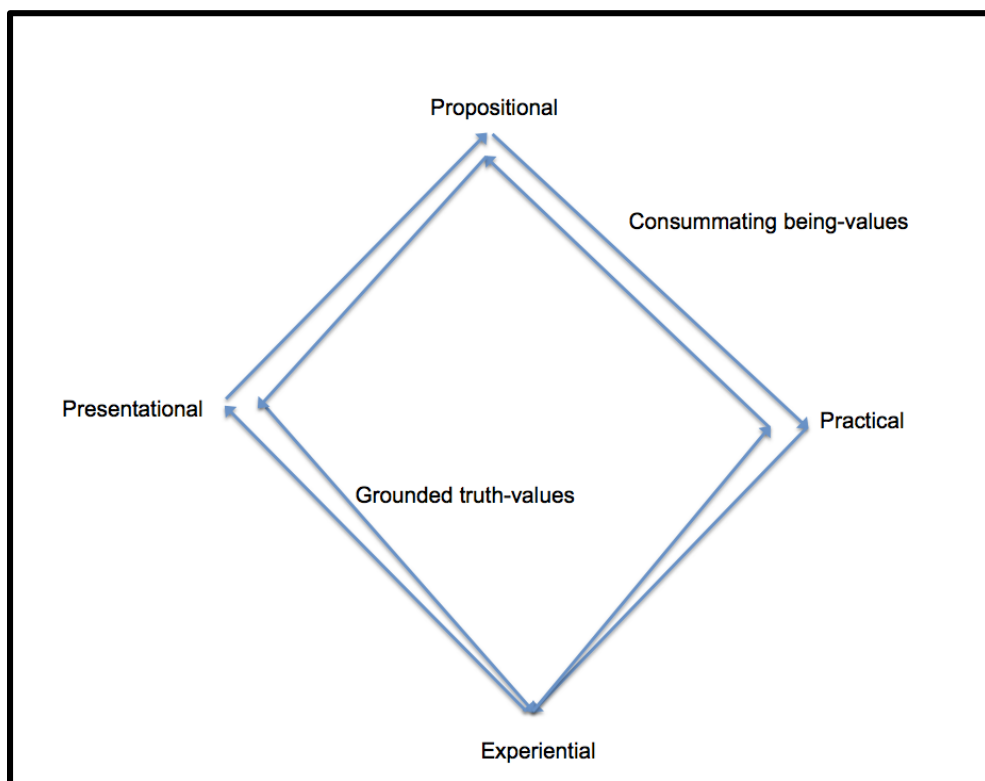 Propositional
Consummating being-values
Presentational
Practical
Grounded truth-values
Experiential